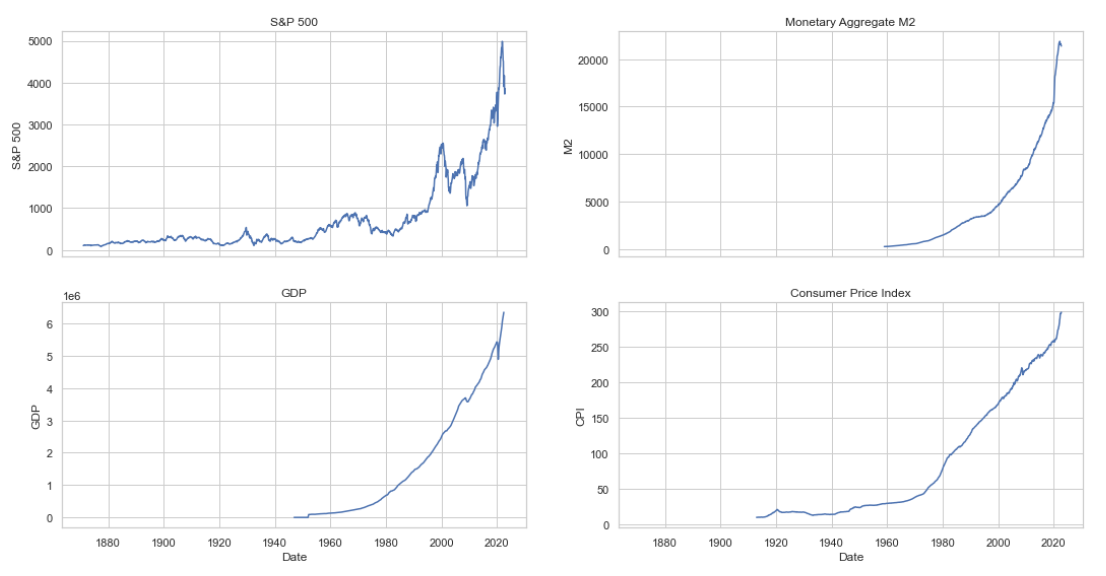 S&P 500
S&P 500
5000
4000
3000
2000
1000
0
Monetary Aggregate M2
M2
20000
15000
10000
5000
0
GDP
1e6
GDP
6
5
4
3
2
1
0
1880 1900 1920 1940 1960 1980 2000 2020
Date
Consumer Price Index
CPI
300
250
200
150
100
50
0
1880 1900 1920 1940 1960 1980 2000 2020
Date